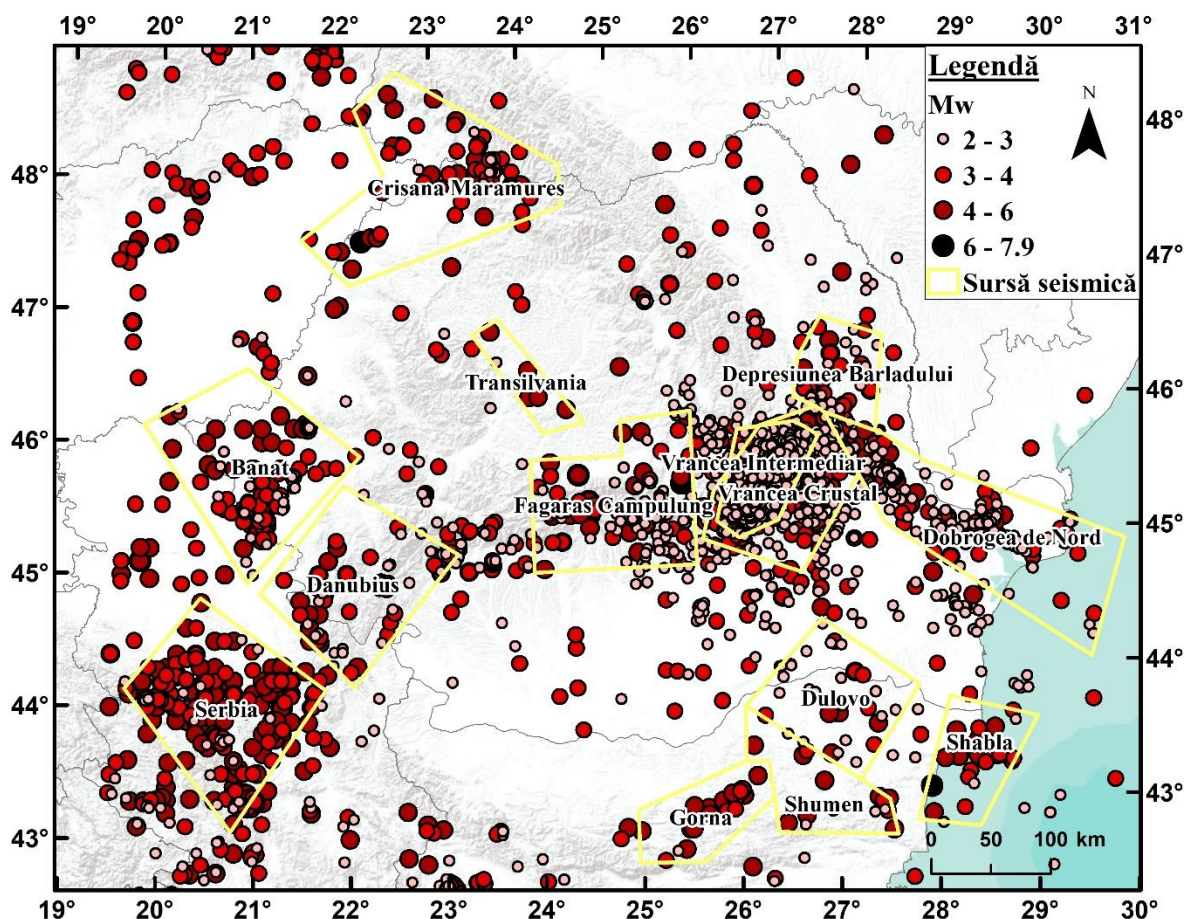 19° 20 21 22 23 24 25 26 27 28 29° 30° 31°
Legendă
Mw
2 - 3
3 - 4
4 - 6
6 - 7.9
Sursă seismică
N
48°
47°
46°
45°
44°
43°
48°
47°
46°
45°
44°
43°
Crisana Maramures
Transilvania
Depresiunea Barladului
Banat
Vrancea Intermediar
Vrancea Crustal
Fagaras Campulung
Dobrogea de Nord
Danubius
Serbia
Dulovo
Shabla
Shumen
Gorna
0 50 100 km
19° 20 21 22 23 24 25 26 27 28 29 30°